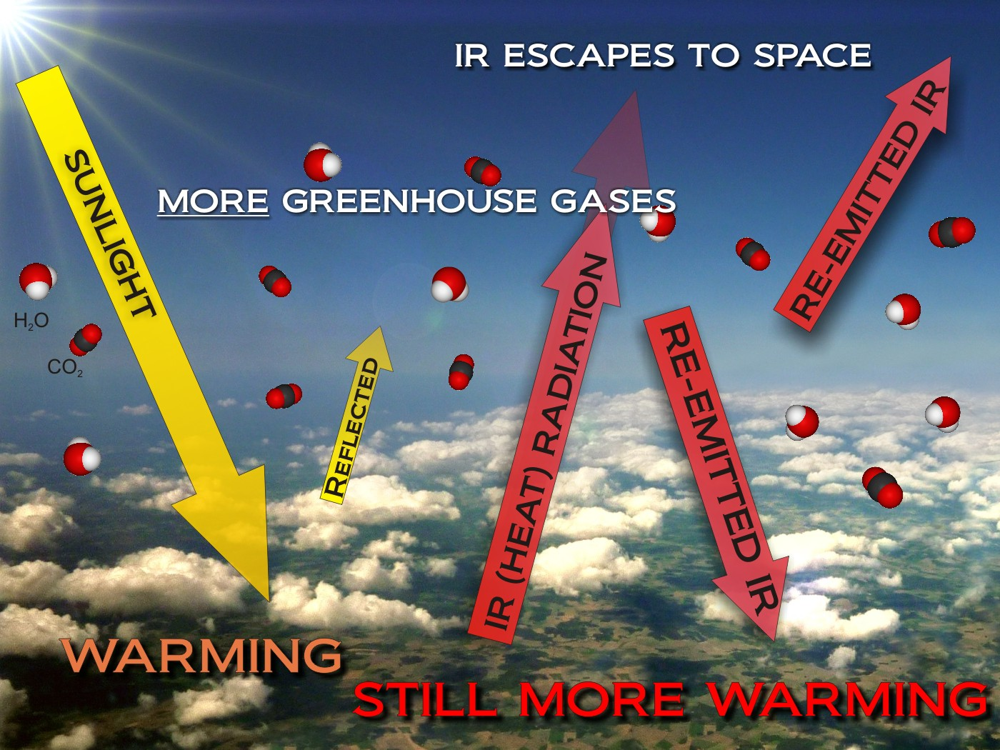 IR ESCAPES TO SPACE
SUNLIGHT
MORE GREENHOUSE GASES
RE-EMITTED IR
H₂O
CO₂
REFLECTED
IR (HEAT) RADIATION
RE-EMITTED IR
WARMING
STILL MORE WARMING